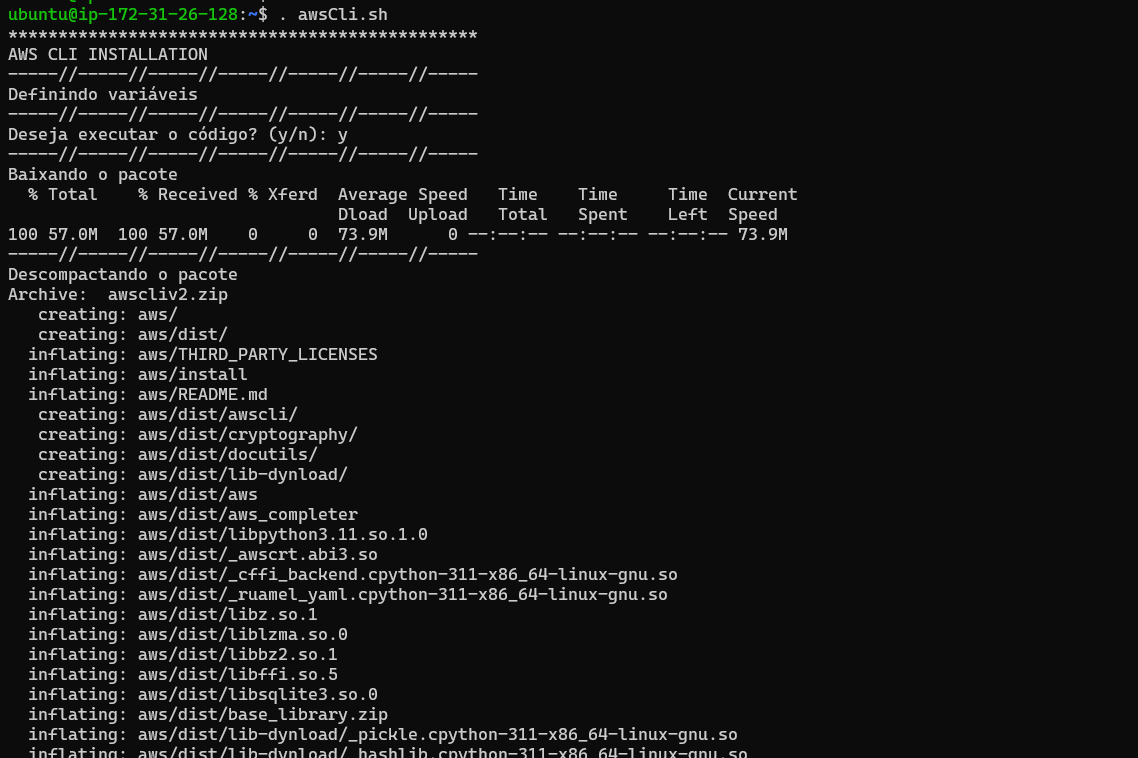 ubuntu@ip-172-31-26-128:~$ . awsCli.sh
***********************************************
AWS CLI INSTALLATION
-----//-----//-----//-----//-----//-----//-----
Definindo variáveis
-----//-----//-----//-----//-----//-----//-----
Deseja executar o código? (y/n): y
-----//-----//-----//-----//-----//-----//-----
Baixando o pacote
  % Total    % Received % Xferd  Average Speed   Time    Time     Time  Current
                                 Dload  Upload   Total   Spent    Left  Speed
100 57.0M  100 57.0M    0     0  73.9M      0 --:--:-- --:--:-- --:--:-- 73.9M
-----//-----//-----//-----//-----//-----//-----
Descompactando o pacote
Archive:  awscliv2.zip
   creating: aws/
   creating: aws/dist/
  inflating: aws/THIRD_PARTY_LICENSES
  inflating: aws/install
  inflating: aws/README.md
   creating: aws/dist/awscli/
   creating: aws/dist/cryptography/
   creating: aws/dist/docutils/
   creating: aws/dist/lib-dynload/
  inflating: aws/dist/aws
  inflating: aws/dist/aws_completer
  inflating: aws/dist/libpython3.11.so.1.0
  inflating: aws/dist/_awscrt.abi3.so
  inflating: aws/dist/_cffi_backend.cpython-311-x86_64-linux-gnu.so
  inflating: aws/dist/_ruamel_yaml.cpython-311-x86_64-linux-gnu.so
  inflating: aws/dist/libz.so.1
  inflating: aws/dist/liblzma.so.0
  inflating: aws/dist/libbz2.so.1
  inflating: aws/dist/libffi.so.5
  inflating: aws/dist/libsqlite3.so.0
  inflating: aws/dist/base_library.zip
  inflating: aws/dist/lib-dynload/_pickle.cpython-311-x86_64-linux-gnu.so
  inflating: aws/dist/lib-dynload/_hashlib.cpython-311-x86_64-linux-gnu.so